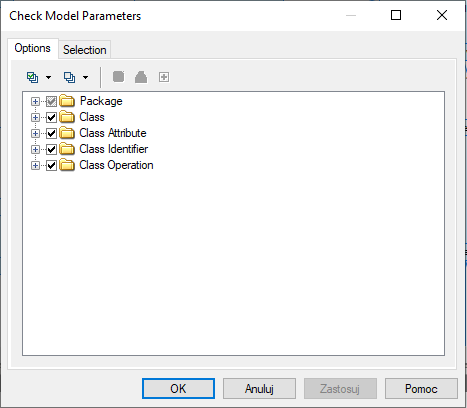 Check Model Parameters
Options
Selection
Package
Class
Class Attribute
Class Identifier
Class Operation
OK
Anuluj
Zastosuj
Pomoc